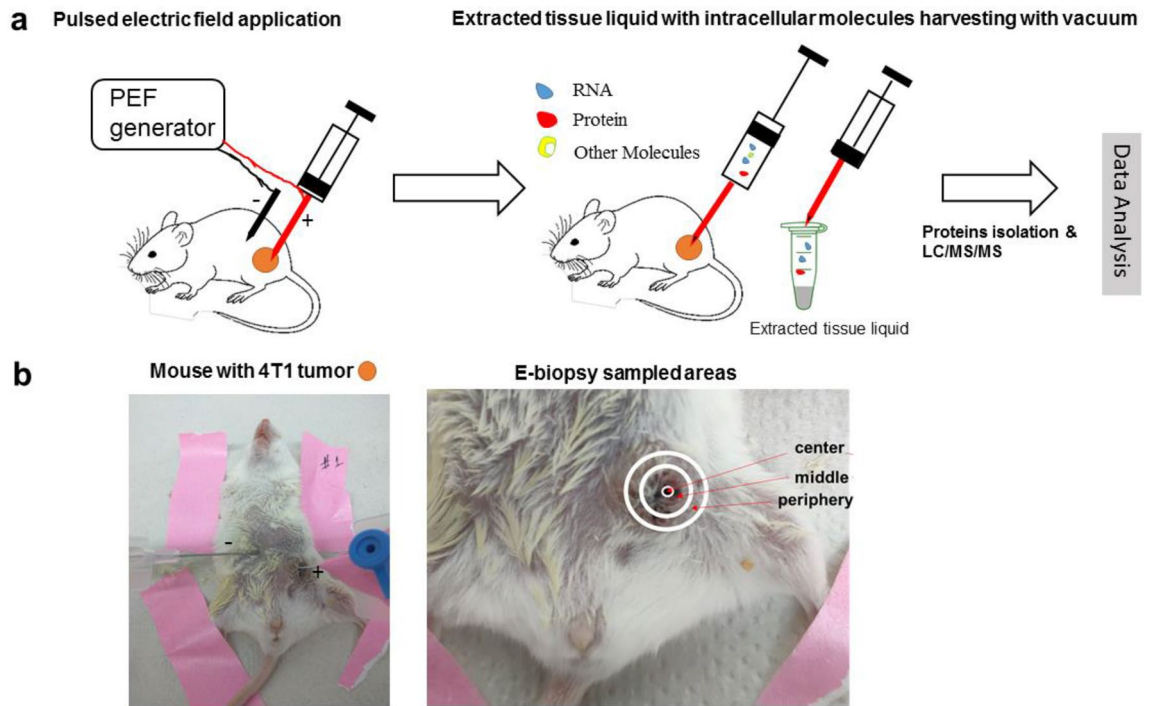 a
Pulsed electric field application
Extracted tissue liquid with intracellular molecules harvesting with vacuum
PEF
generator
-
+
RNA
Protein
Other Molecules
Extracted tissue liquid
Proteins isolation &
LC/MS/MS
Data Analysis
b
Mouse with 4T1 tumor
E-biopsy sampled areas
# 1
-
+
center
middle
periphery